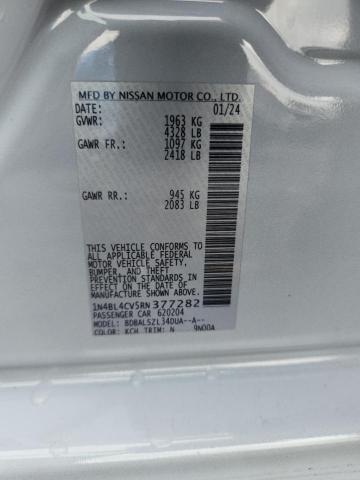 MFD BY NISSAN MOTOR CO., LTD.
DATE: 01/24
GVWR: 1963 KG
4328 LB
GAWR FR.: 1097 KG
2418 LB
GAWR RR.: 945 KG
2083 LB
THIS VEHICLE CONFORMS TO
ALL APPLICABLE FEDERAL
MOTOR VEHICLE SAFETY,
BUMPER, AND THEFT
PREVENTION STANDARDS IN
EFFECT ON THE DATE OF
MANUFACTURE SHOWN ABOVE.
1N4BL4CV5RN377282
PASSENGER CAR 620204
MODEL: BDBALSZL34DUA--A--
COLOR: KCH TRIM: N 9N00A